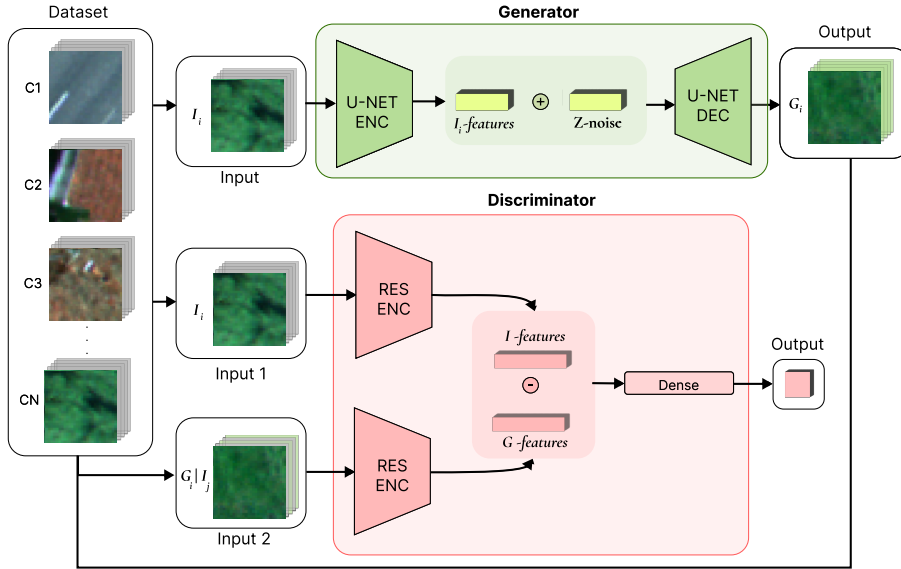 Dataset
Generator
Output
C1
I_i
U-NET
ENC
I_i-features
+
Z-noise
U-NET
DEC
G_i
Input
C2
Discriminator
C3
I_i
RES
ENC
I -features
Input 1
-
Dense
Output
.
.
.
CN
G -features
G_i | I_j
RES
ENC
Input 2